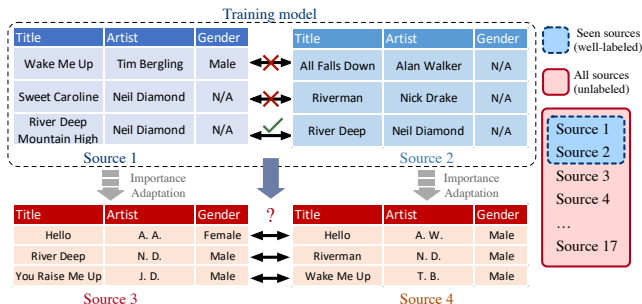 Training model
Title Artist Gender
Wake Me Up Tim Bergling Male
Sweet Caroline Neil Diamond N/A
River Deep
Mountain High Neil Diamond N/A
Source 1
Title Artist Gender
All Falls Down Alan Walker N/A
Riverman Nick Drake N/A
River Deep Neil Diamond N/A
Source 2
Importance
Adaptation
Importance
Adaptation
?
Title Artist Gender
Hello A. A. Female
River Deep N. D. Male
You Raise Me Up J. D. Male
Source 3
Title Artist Gender
Hello A. W. Male
Riverman N. D. Male
Wake Me Up T. B. Male
Source 4
Seen sources
(well-labeled)
All sources
(unlabeled)
Source 1
Source 2
Source 3
Source 4
...
Source 17